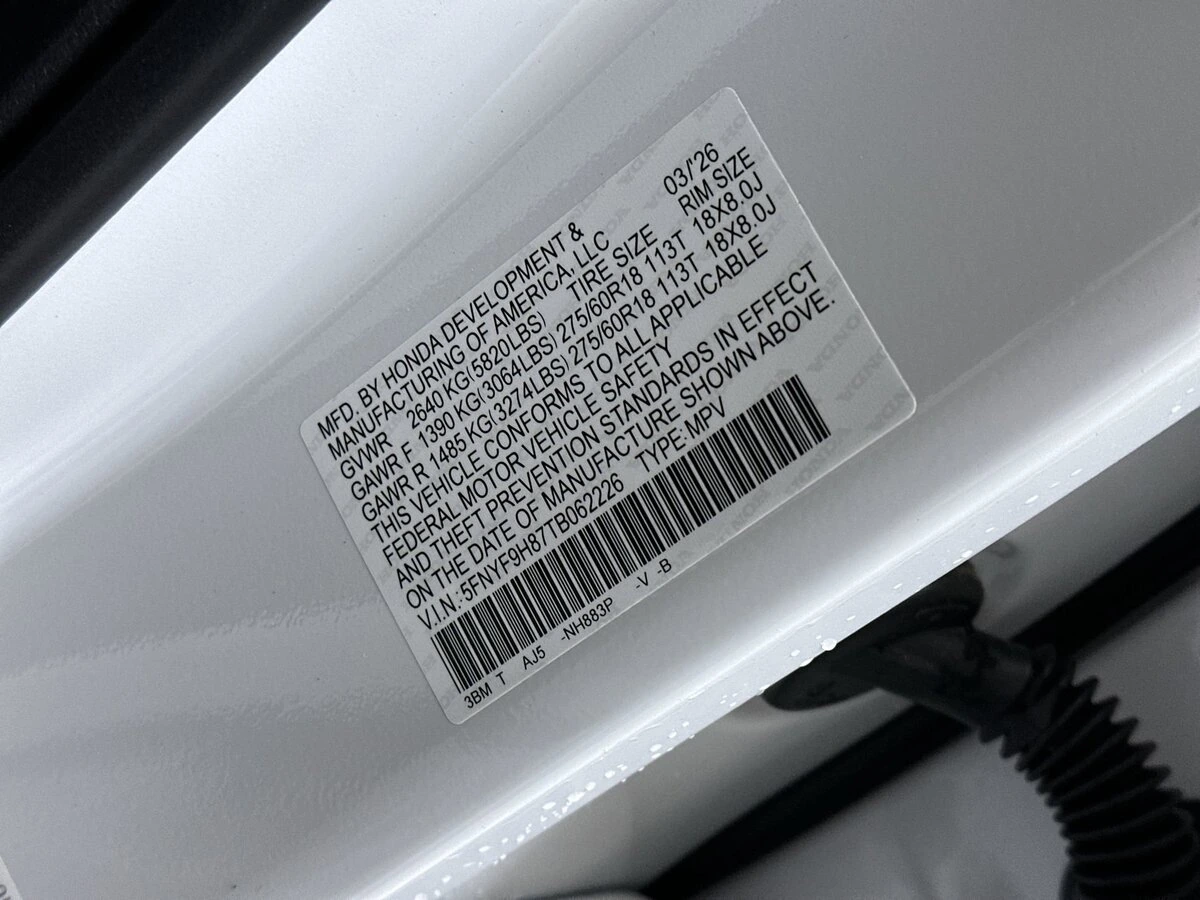 MFD. BY HONDA DEVELOPMENT & 03/'26
MANUFACTURING OF AMERICA, LLC
GVWR 2640 KG(5820LBS) TIRE SIZE RIM SIZE
GAWR F 1390 KG(3064LBS) 275/60R18 113T 18X8.0J
GAWR R 1485 KG(3274LBS) 275/60R18 113T 18X8.0J
THIS VEHICLE CONFORMS TO ALL APPLICABLE
FEDERAL MOTOR VEHICLE SAFETY
AND THEFT PREVENTION STANDARDS IN EFFECT
ON THE DATE OF MANUFACTURE SHOWN ABOVE.
V.I.N.:5FNYF9H87TB062226 TYPE:MPV
3BM T AJ5 -NH883P -V -B